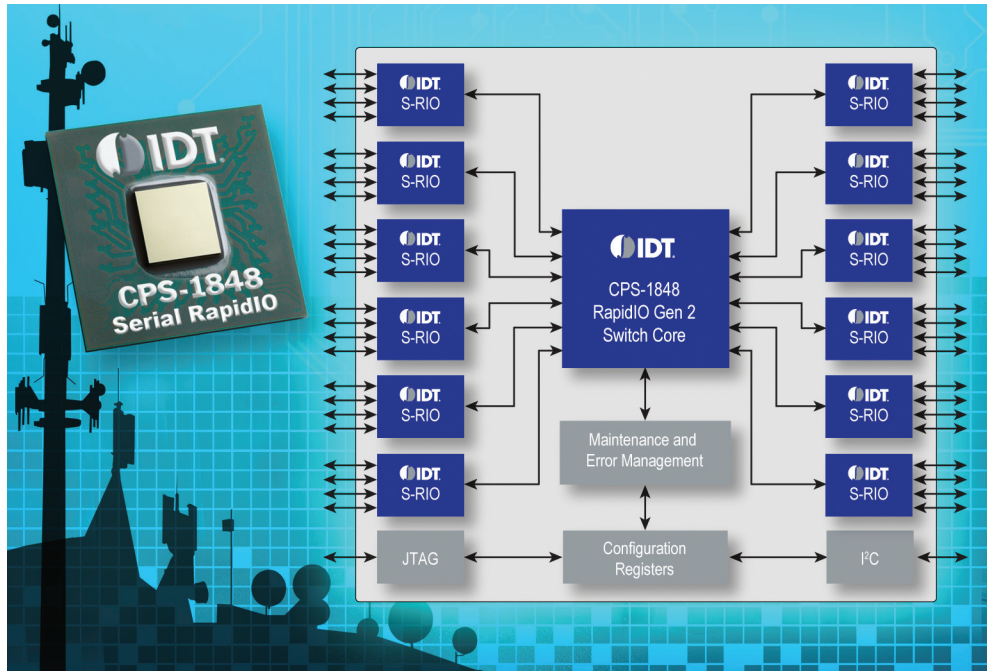 IDT.
CPS-1848
Serial RapidIO
IDT.
S-RIO
IDT.
S-RIO
IDT.
S-RIO
IDT.
S-RIO
IDT.
S-RIO
IDT.
S-RIO
JTAG
IDT.
CPS-1848
RapidIO Gen 2
Switch Core
Maintenance and
Error Management
Configuration
Registers
IDT.
S-RIO
IDT.
S-RIO
IDT.
S-RIO
IDT.
S-RIO
IDT.
S-RIO
IDT.
S-RIO
I²C